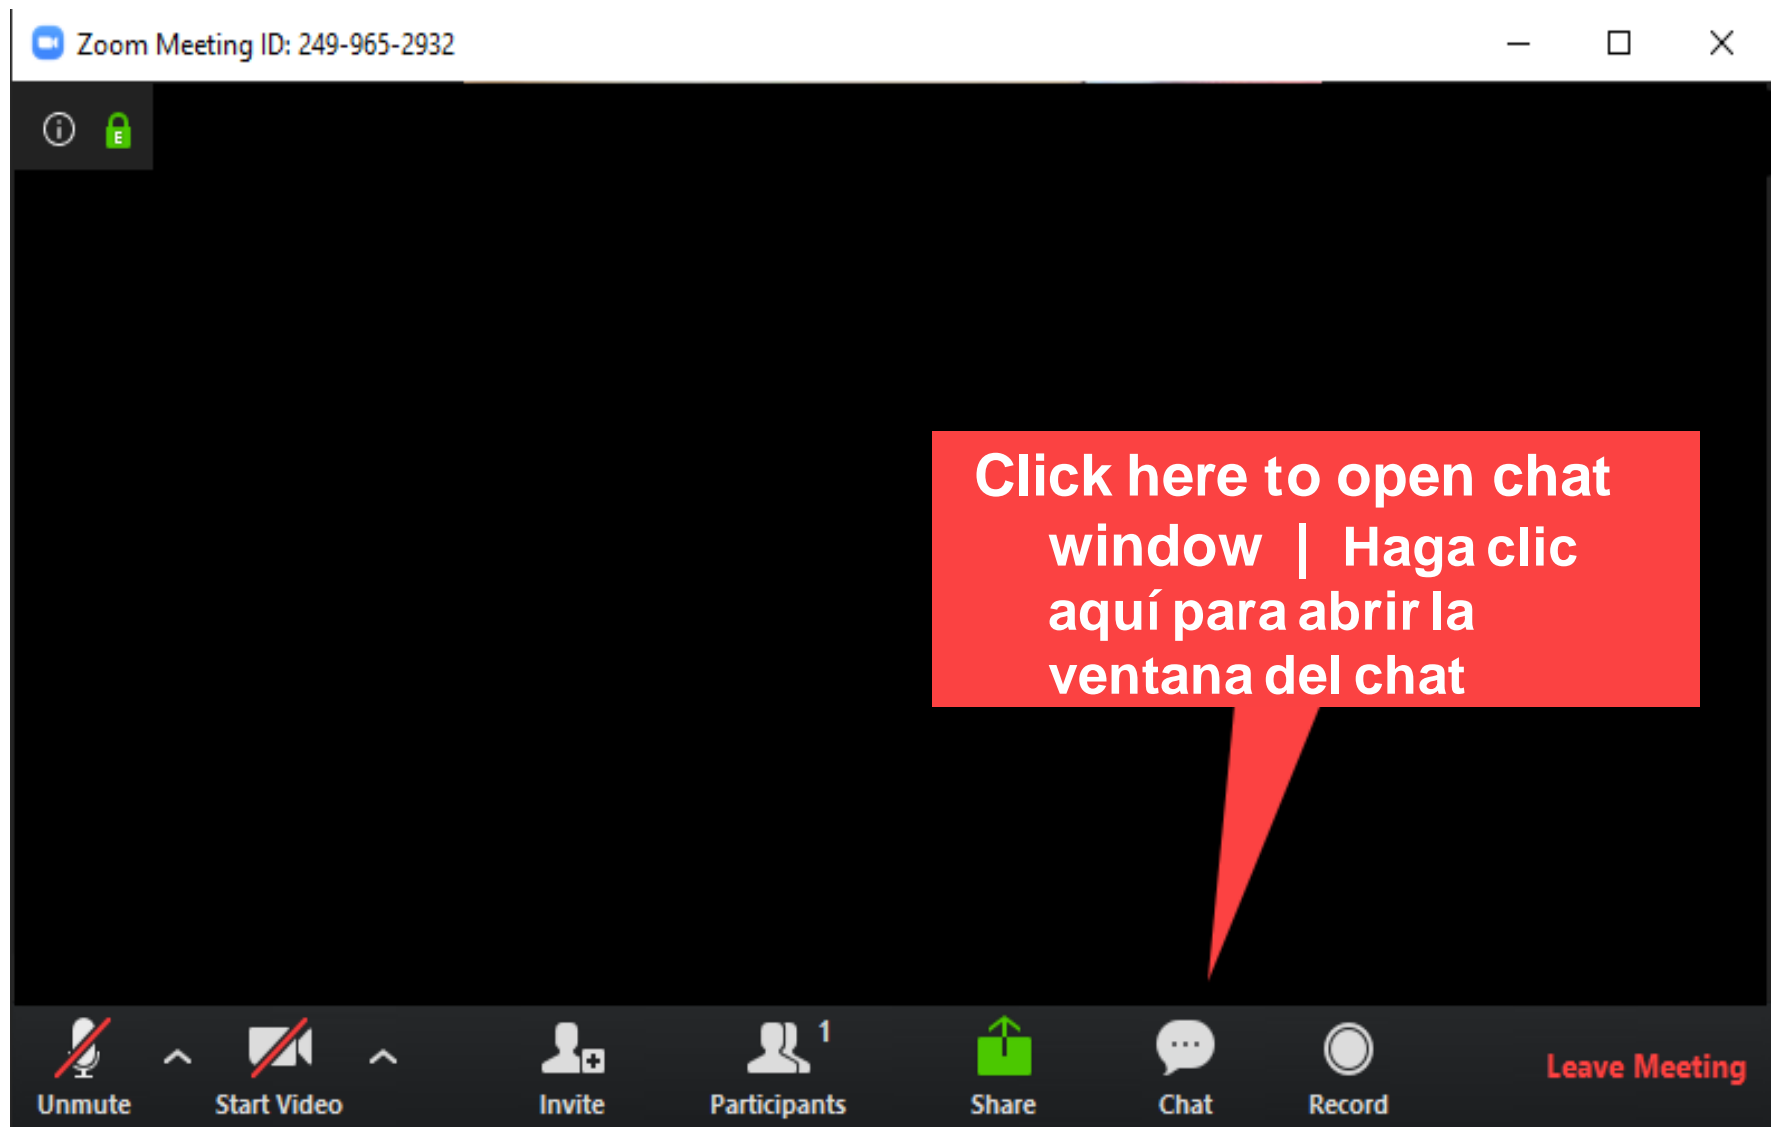 Zoom Meeting ID: 249-965-2932
E
Click here to open chat
window | Haga clic
aquí para abrir la
ventana del chat
1
Unmute
Start Video
Invite
Participants
Share
Chat
Record
Leave Meeting